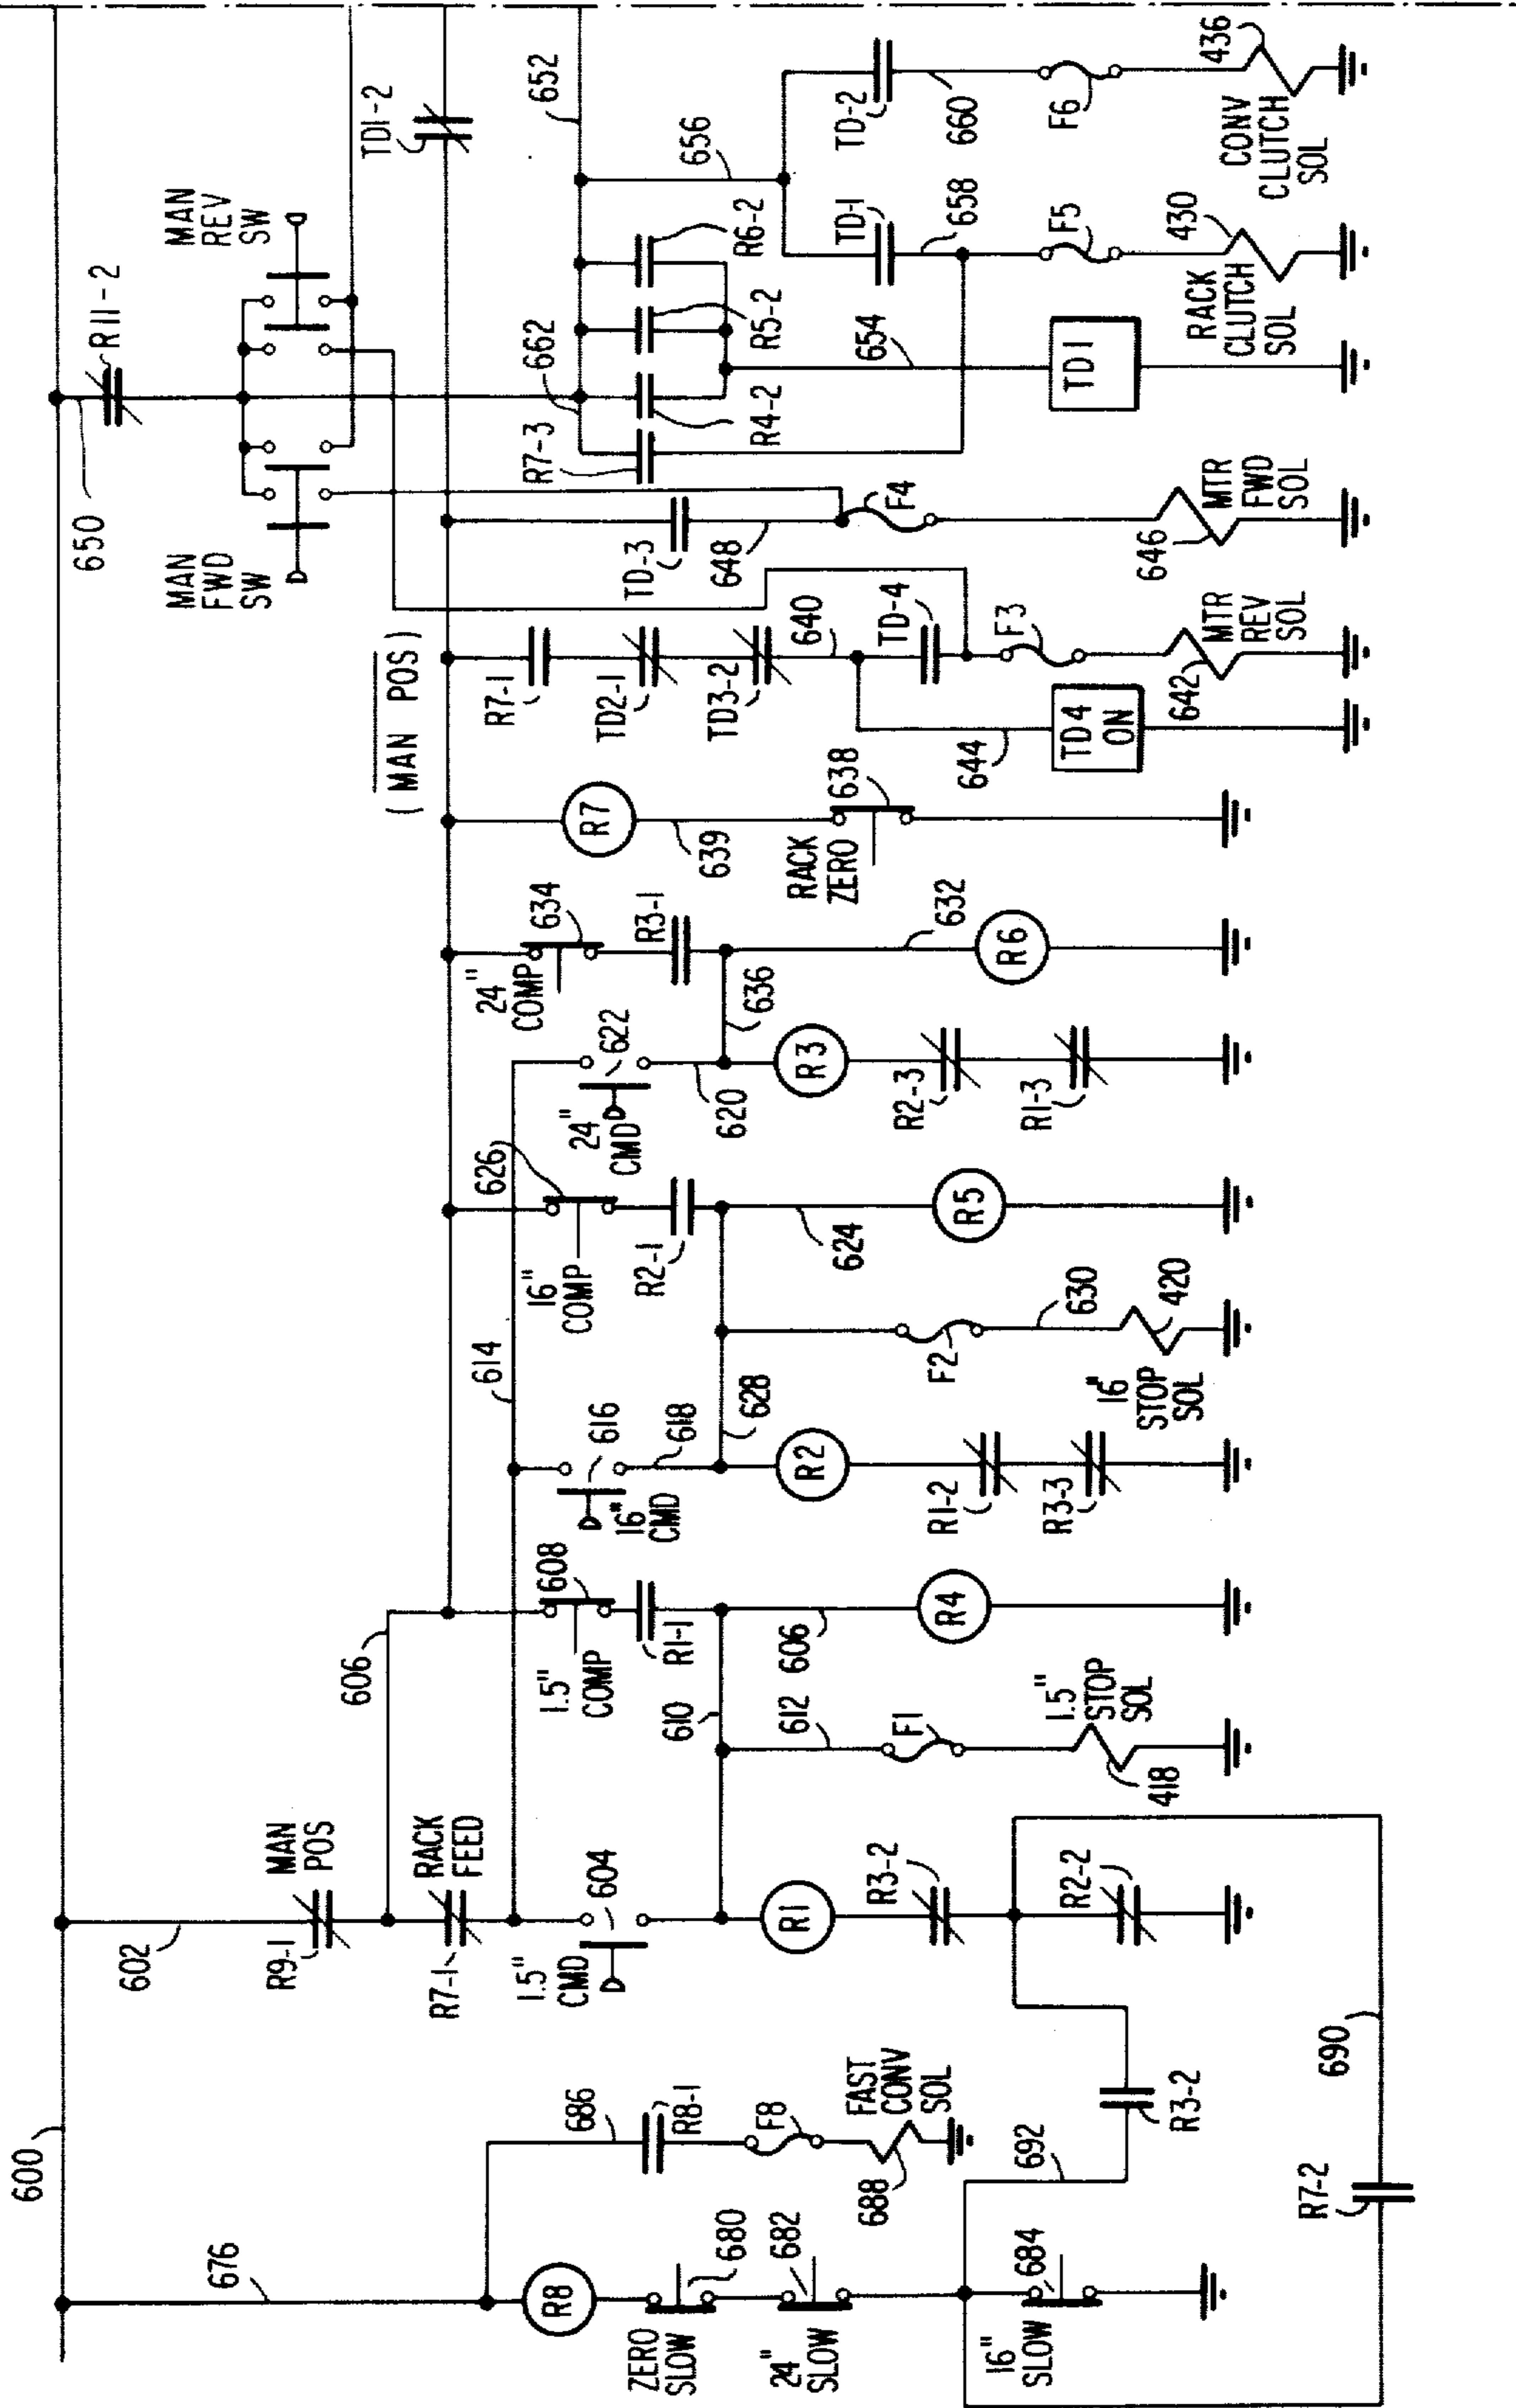 600
676
R8
ZERO
SLOW
680
24"
SLOW
682
16"
SLOW
684
686
R8-1
F8
FAST
CONV
SOL
688
692
R3-2
R7-2
690
602
R9-1
MAN
POS
R7-1
RACK
FEED
1.5"
CMD
604
R1
R3-2
R2-2
606
610
612
F1
1.5"
STOP
SOL
418
1.5"
COMP
608
R1-1
606
R4
614
16"
CMD
616
618
628
R2
R1-2
R3-3
F2
630
420
16"
STOP
SOL
16"
COMP
626
R2-1
624
R5
24"
CMD
622
620
636
R3
R2-3
R1-3
24"
COMP
634
R3-1
632
R6
R7
639
RACK
ZERO
638
(MAN POS)
R7-1
TD2-1
TD3-2
640
TD-4
644
TD4
ON
F3
642
MTR
REV
SOL
650
R11-2
MAN
FWD
SW
MAN
REV
SW
TD-3
648
F4
646
MTR
FWD
SOL
TD1-2
662
652
R7-3
R4-2
R5-2
R6-2
654
TD1
656
TD-1
658
F5
430
RACK
CLUTCH
SOL
TD-2
660
F6
436
CONV
CLUTCH
SOL